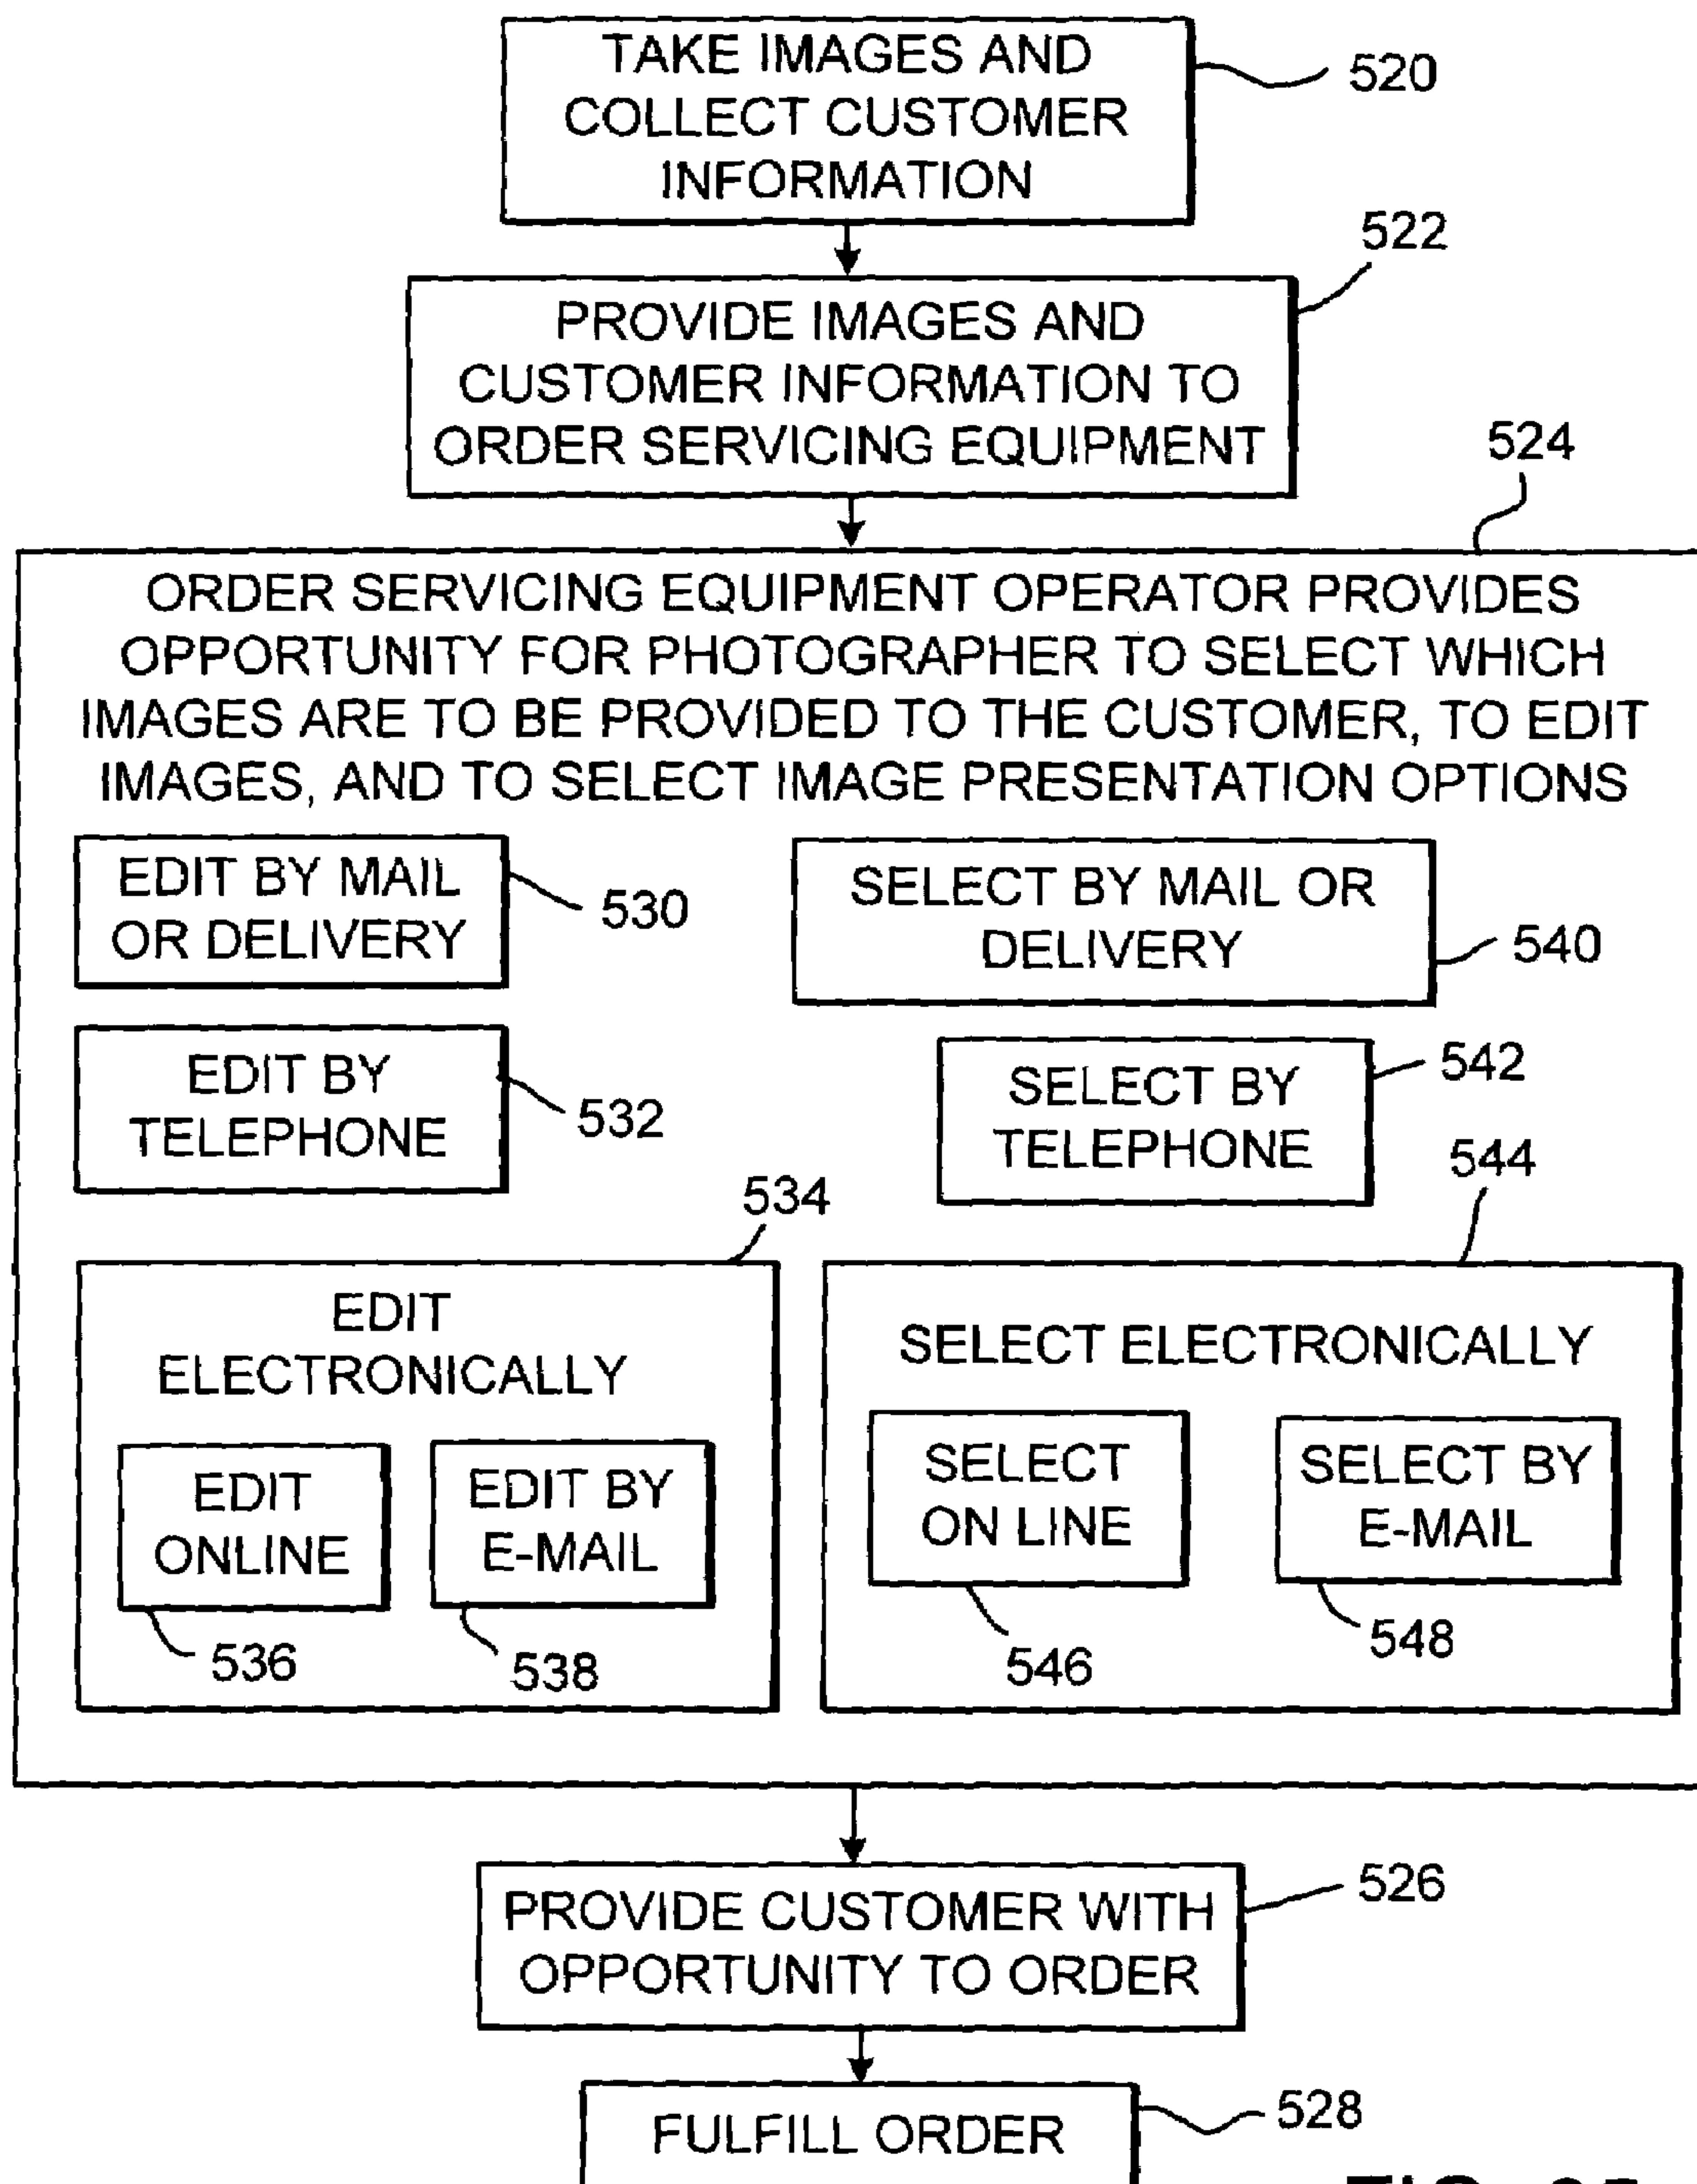 TAKE IMAGES AND
COLLECT CUSTOMER
INFORMATION
520
522
PROVIDE IMAGES AND
CUSTOMER INFORMATION TO
ORDER SERVICING EQUIPMENT
524
ORDER SERVICING EQUIPMENT OPERATOR PROVIDES
OPPORTUNITY FOR PHOTOGRAPHER TO SELECT WHICH
IMAGES ARE TO BE PROVIDED TO THE CUSTOMER, TO EDIT
IMAGES, AND TO SELECT IMAGE PRESENTATION OPTIONS
EDIT BY MAIL
OR DELIVERY
530
SELECT BY MAIL OR
DELIVERY
540
EDIT BY
TELEPHONE
532
SELECT BY
TELEPHONE
542
534
EDIT
ELECTRONICALLY
EDIT
ONLINE
536
EDIT BY
E-MAIL
538
544
SELECT ELECTRONICALLY
SELECT
ON LINE
546
SELECT BY
E-MAIL
548
PROVIDE CUSTOMER WITH
OPPORTUNITY TO ORDER
526
FULFILL ORDER
528